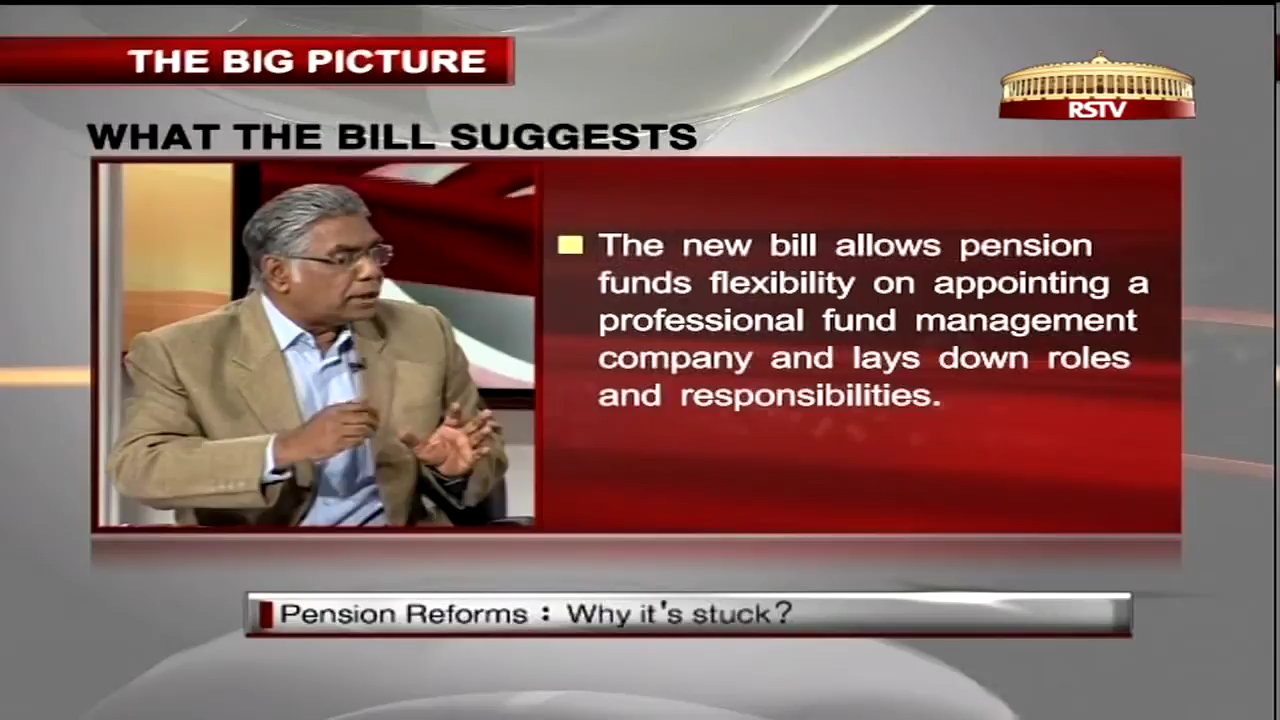 THE BIG PICTURE
RSTV
WHAT THE BILL SUGGESTS
The new bill allows pension
funds flexibility on appointing a
professional fund management
company and lays down roles
and responsibilities.
Pension Reforms : Why it's stuck?